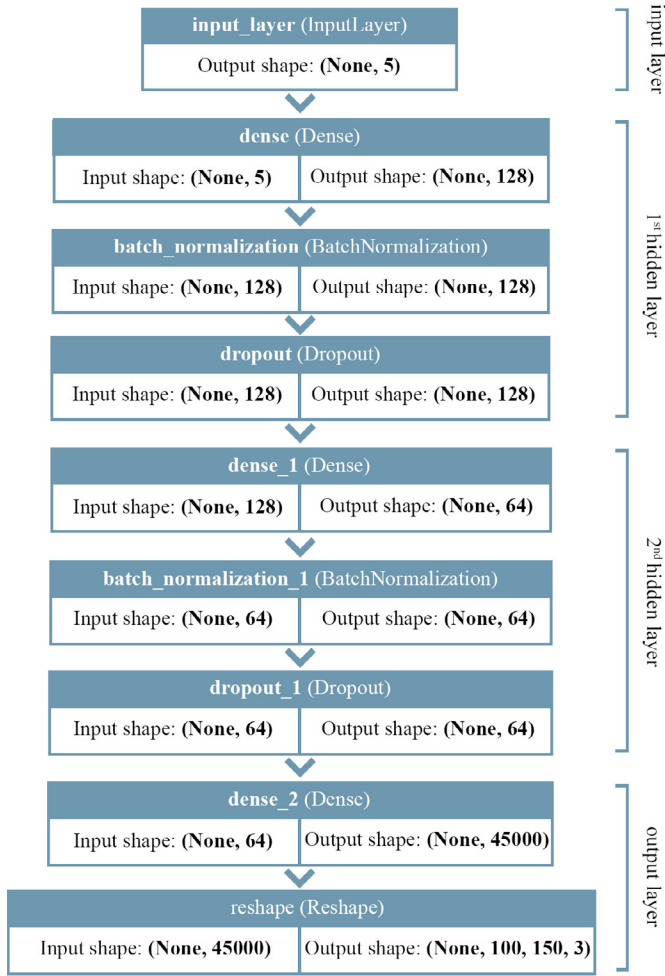 input_layer (InputLayer)
Output shape: (None, 5)
input layer
dense (Dense)
Input shape: (None, 5) Output shape: (None, 128)
batch_normalization (BatchNormalization)
Input shape: (None, 128) Output shape: (None, 128)
dropout (Dropout)
Input shape: (None, 128) Output shape: (None, 128)
1st hidden layer
dense_1 (Dense)
Input shape: (None, 128) Output shape: (None, 64)
batch_normalization_1 (BatchNormalization)
Input shape: (None, 64) Output shape: (None, 64)
dropout_1 (Dropout)
Input shape: (None, 64) Output shape: (None, 64)
2nd hidden layer
dense_2 (Dense)
Input shape: (None, 64) Output shape: (None, 45000)
reshape (Reshape)
Input shape: (None, 45000) Output shape: (None, 100, 150, 3)
output layer